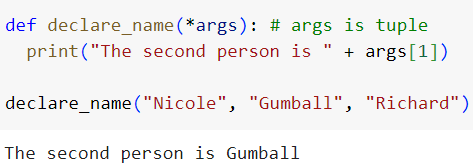 def declare_name(*args): # args is tuple
  print("The second person is " + args[1])
declare_name("Nicole", "Gumball", "Richard")
The second person is Gumball